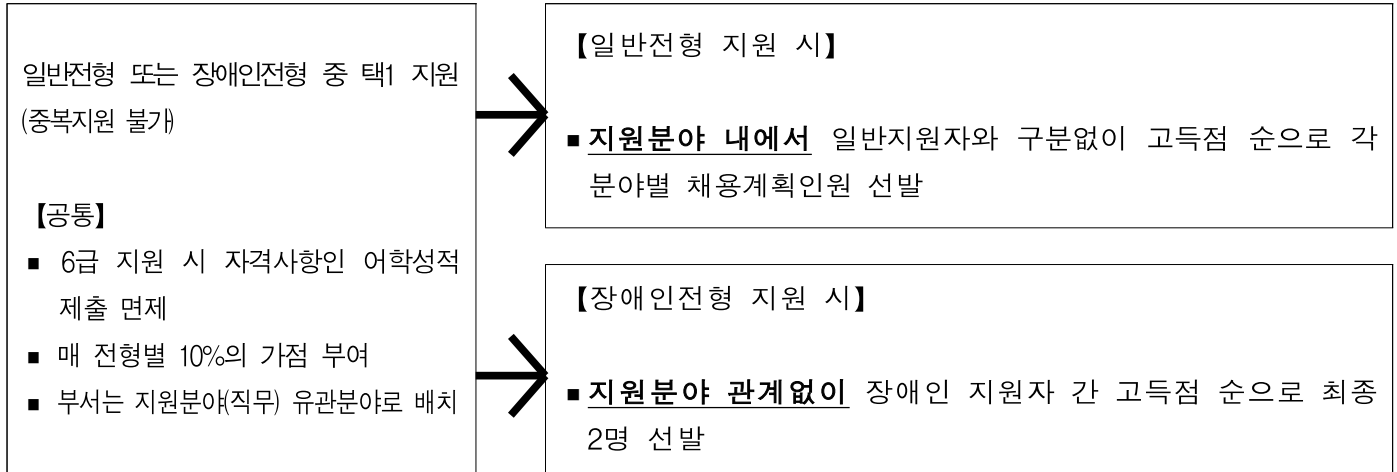 일반전형 또는 장애인전형 중 택1 지원
(중복지원 불가)
【공통】
■ 6급 지원 시 자격사항인 어학성적
제출 면제
■ 매 전형별 10%의 가점 부여
■ 부서는 지원분야(직무) 유관분야로 배치
【일반전형 지원 시】
■ 지원분야 내에서 일반지원자와 구분없이 고득점 순으로 각
분야별 채용계획인원 선발
【장애인전형 지원 시】
■ 지원분야 관계없이 장애인 지원자 간 고득점 순으로 최종
2명 선발